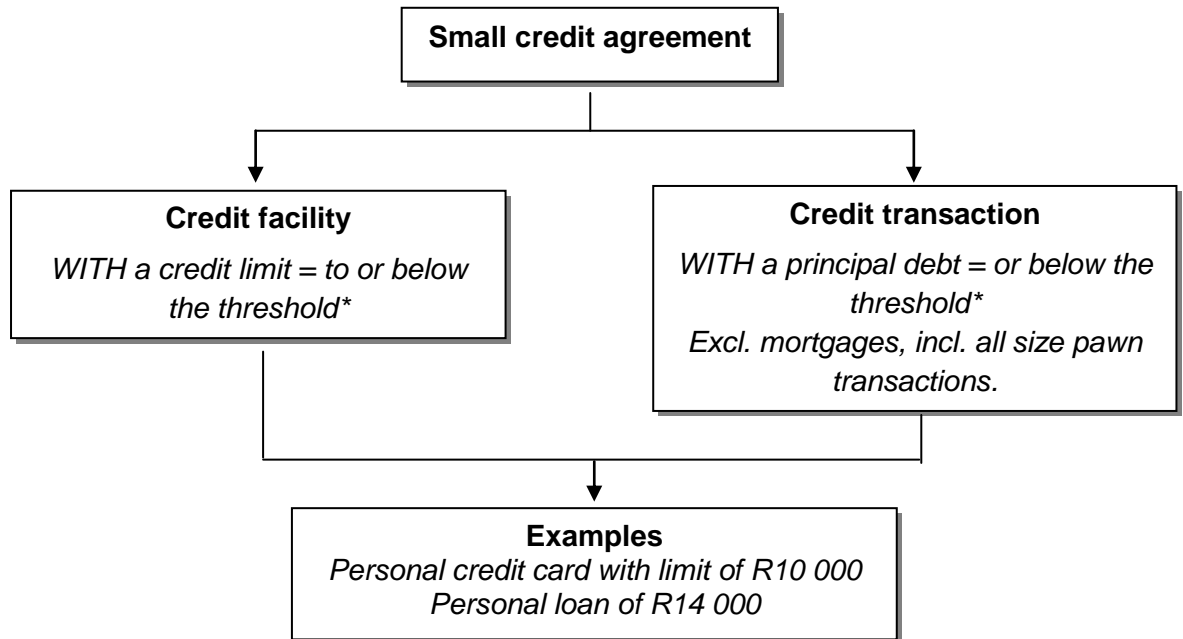 Small credit agreement
Credit facility
WITH a credit limit = to or below
the threshold*
Credit transaction
WITH a principal debt = or below the
threshold*
Excl. mortgages, incl. all size pawn
transactions.
Examples
Personal credit card with limit of R10 000
Personal loan of R14 000